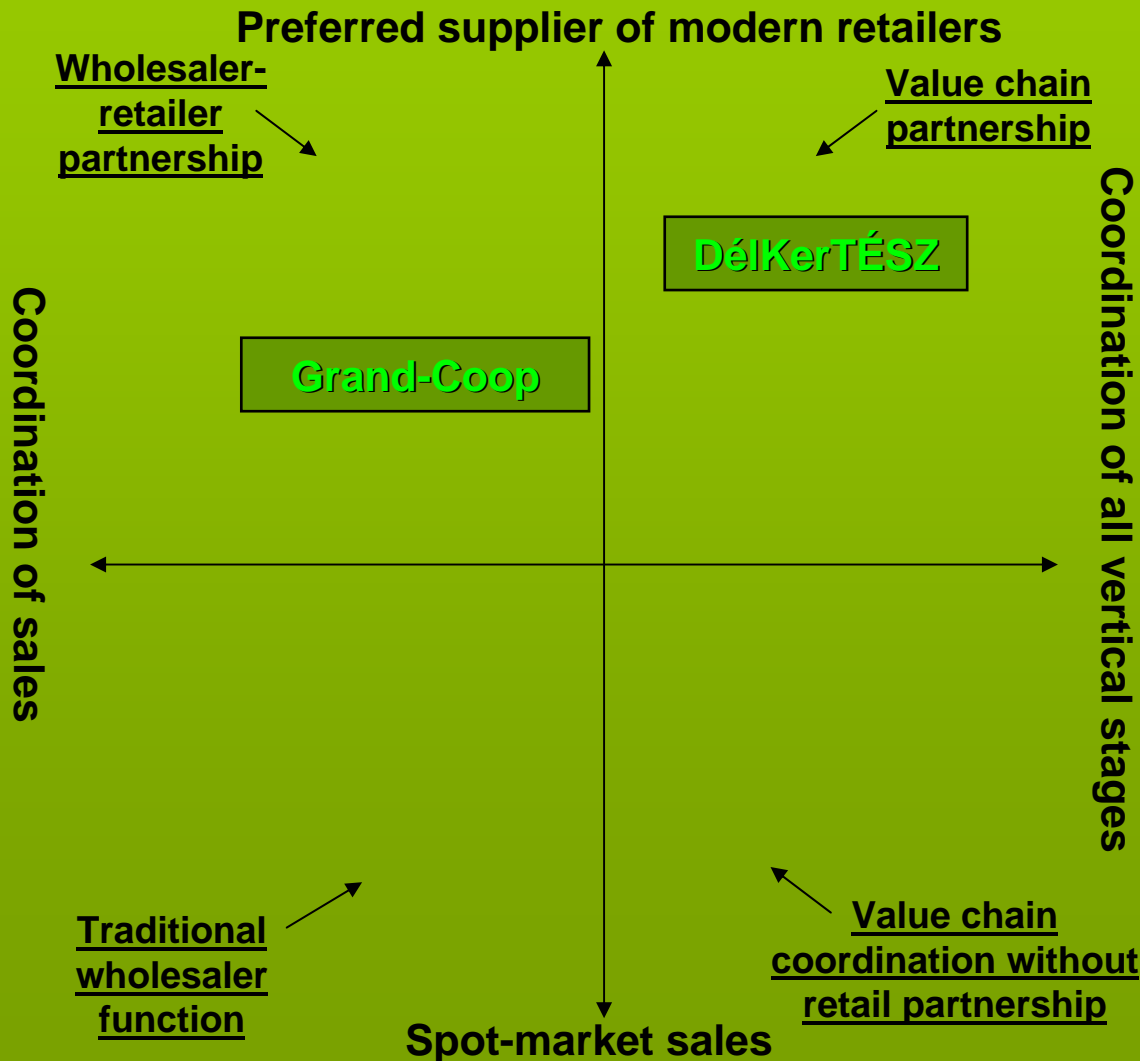 Preferred supplier of modern retailers
Wholesaler-
retailer
partnership
Value chain
partnership
DélKerTÉSZ
Grand-Coop
Coordination of sales
Coordination of all vertical stages
Traditional
wholesaler
function
Value chain
coordination without
retail partnership
Spot-market sales